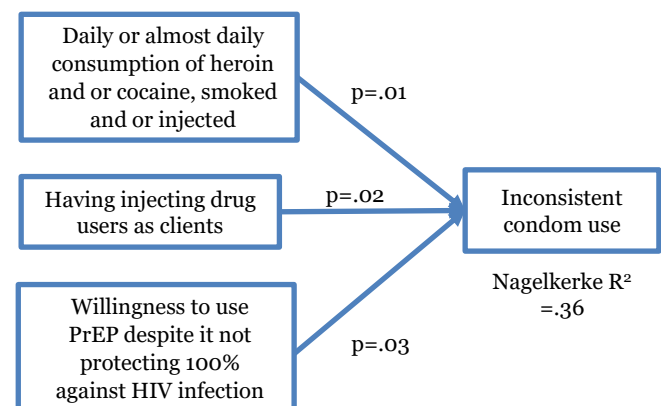 Daily or almost daily
consumption of heroin
and or cocaine, smoked
and or injected
p=.01
Having injecting drug
users as clients
p=.02
Inconsistent
condom use
Nagelkerke R²
=.36
Willingness to use
PrEP despite it not
protecting 100%
against HIV infection
p=.03